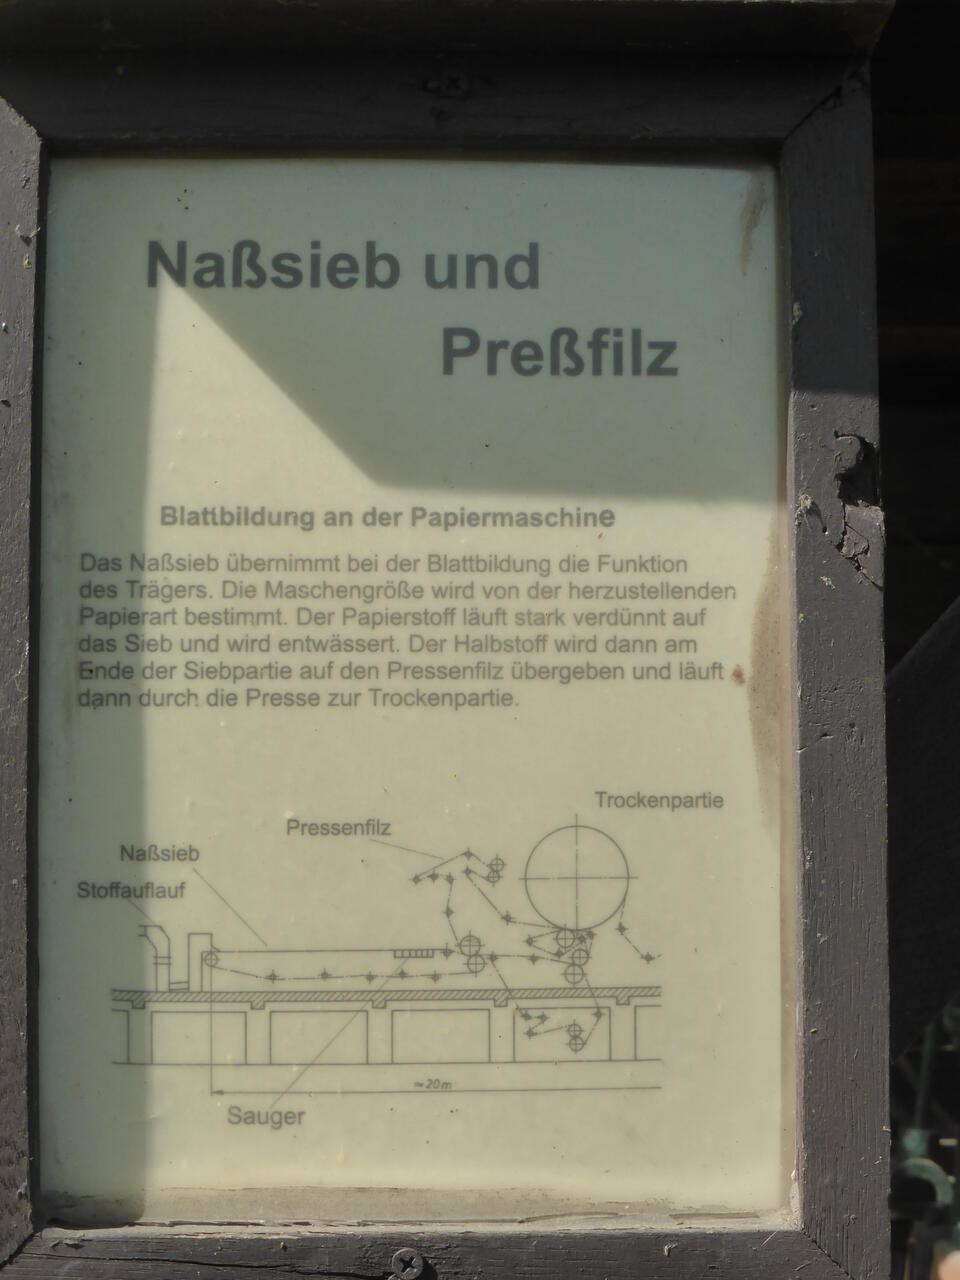 Naßsieb und
Preßfilz
Blattbildung an der Papiermaschine
Das Naßsieb übernimmt bei der Blattbildung die Funktion
des Trägers. Die Maschengröße wird von der herzustellenden
Papierart bestimmt. Der Papierstoff läuft stark verdünnt auf
das Sieb und wird entwässert. Der Halbstoff wird dann am
Ende der Siebpartie auf den Pressenfilz übergeben und läuft
dann durch die Presse zur Trockenpartie.
Trockenpartie
Pressenfilz
Naßsieb
Stoffauflauf
≈20m
Sauger